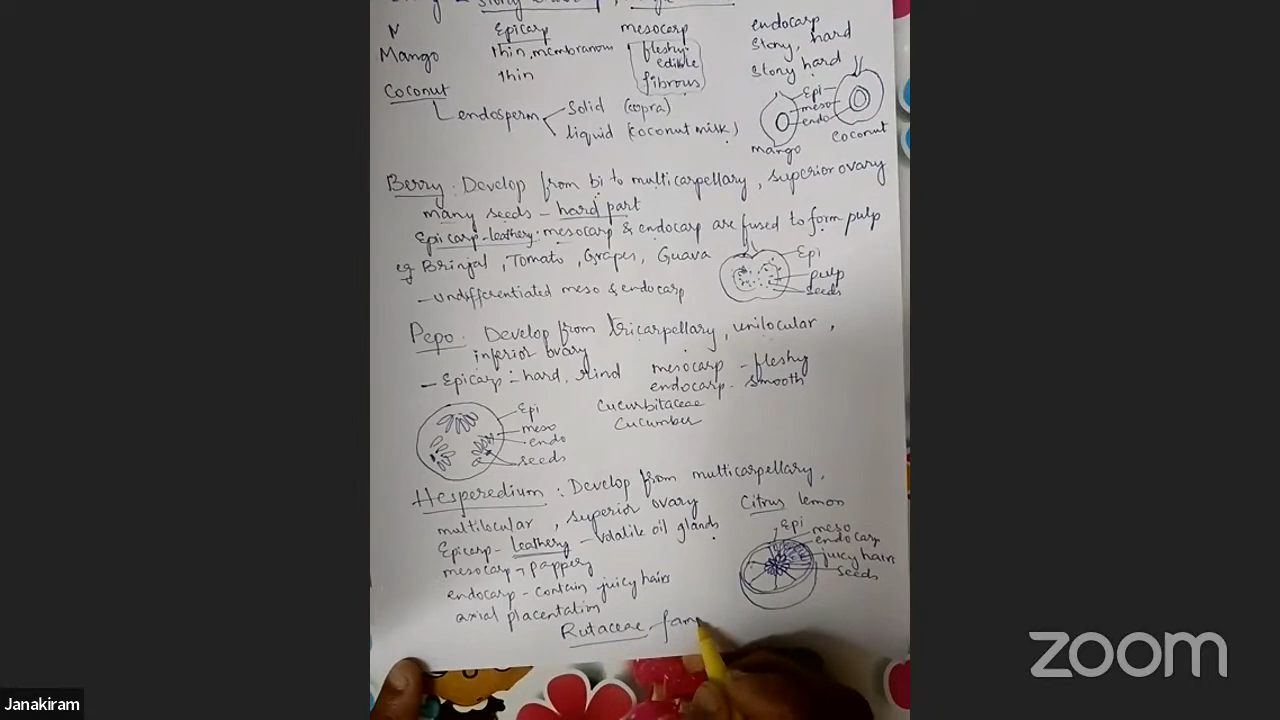 N Epicarp mesocarp endocarp
Mango thin, membranous fleshy edible stony, hard
Coconut thin fibrous stony hard
endosperm solid (copra)
liquid (coconut milk)
Epi
meso
endo
mango
coconut
Berry : Develop from bi to multicarpellary, superior ovary
many seeds - hard part
Epicarp - leathery : mesocarp & endocarp are fused to form pulp
eg Brinjal, Tomato, Grapes, Guava
- undifferentiated meso & endocarp
Epi
pulp
seeds
Pepo : Develop from tricarpellary, unilocular,
inferior ovary
- Epicarp = hard, rind mesocarp - fleshy
endocarp - smooth
Cucurbitaceae
Cucumber
Epi
meso
endo
seeds
Hesperedium : Develop from multicarpellary,
multilocular, superior ovary
Epicarp - leathery - volatile oil glands
mesocarp - pappery
endocarp - contain juicy hairs
axial placentation
Rutaceae fam
Citrus lemon
Epi
meso
endocarp
juicy hairs
seeds
zoom
Janakiram